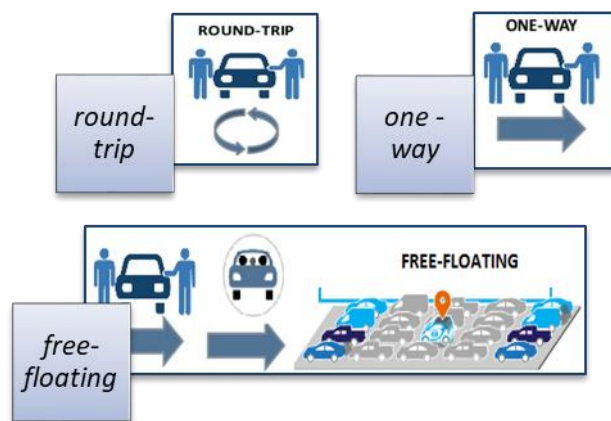 ROUND-TRIP
round-
trip
ONE-WAY
one -
way
FREE-FLOATING
free-
floating